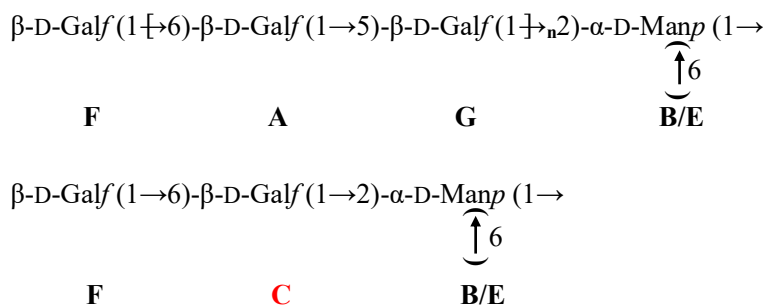 β-D-Galf (1→6)-β-D-Galf (1→5)-β-D-Galf (1→n2)-α-D-Manp (1→
6
F A G B/E
β-D-Galf (1→6)-β-D-Galf (1→2)-α-D-Manp (1→
6
F C B/E